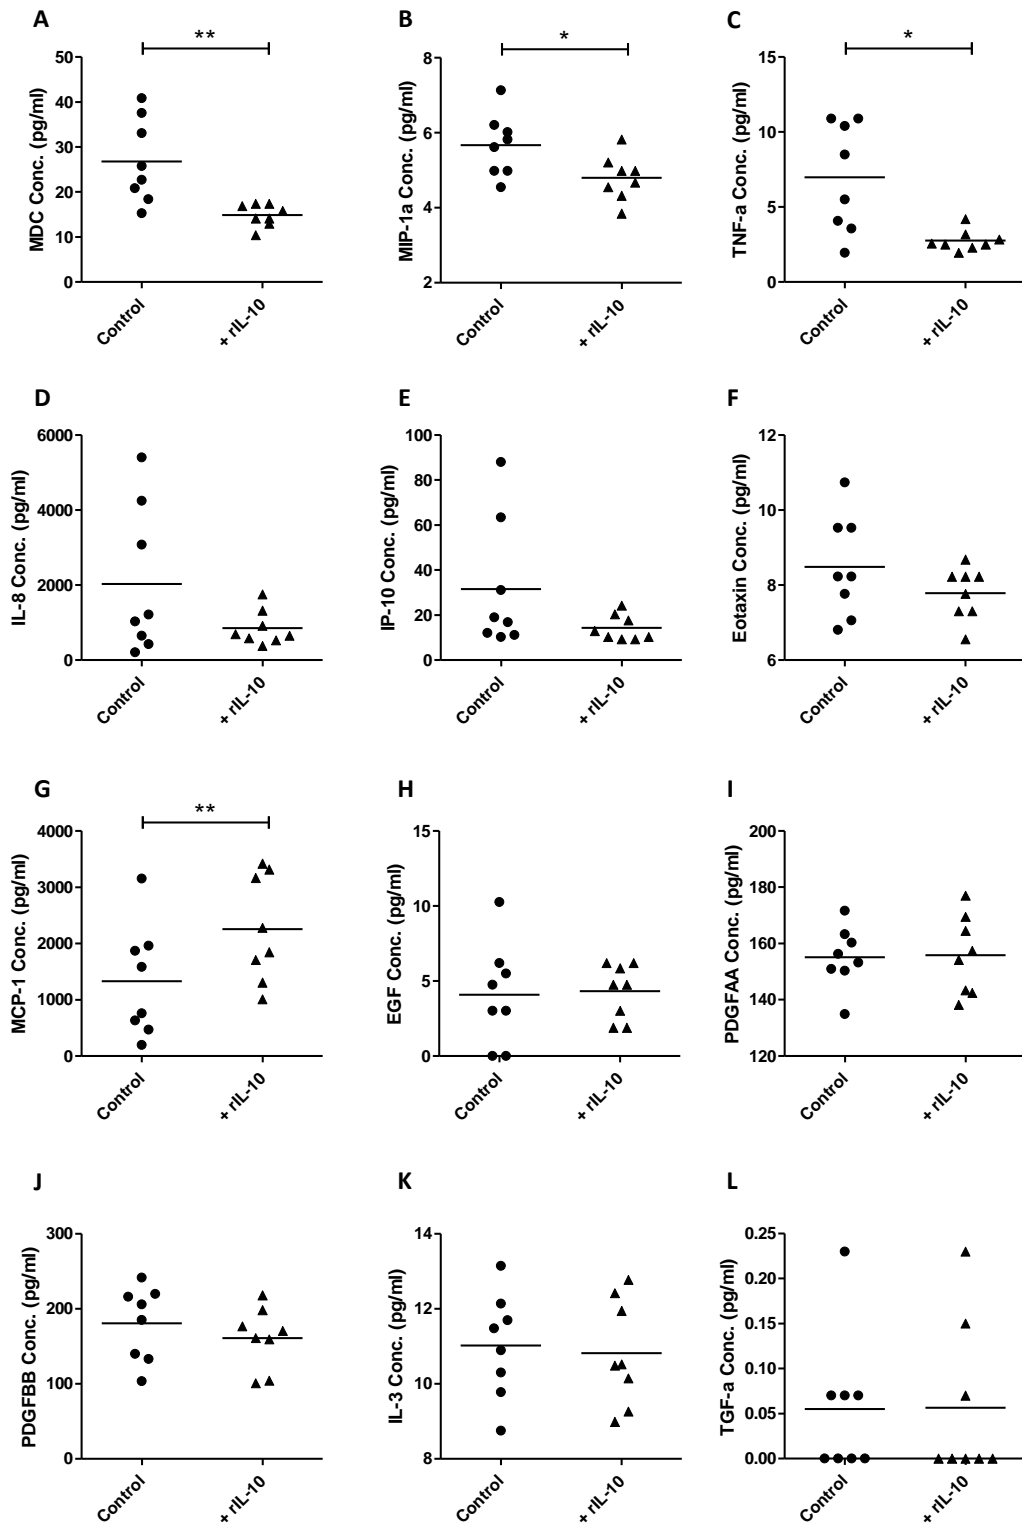 A
**
MDC Conc. (pg/ml)
50
40
30
20
10
0
Control
+ rIL-10
B
*
MIP-1a Conc. (pg/ml)
8
6
4
2
Control
+ rIL-10
C
*
TNF-a Conc. (pg/ml)
15
10
5
0
Control
+ rIL-10
D
IL-8 Conc. (pg/ml)
6000
4000
2000
0
Control
+ rIL-10
E
IP-10 Conc. (pg/ml)
100
80
60
40
20
0
Control
+ rIL-10
F
Eotaxin Conc. (pg/ml)
12
10
8
6
Control
+ rIL-10
G
**
MCP-1 Conc. (pg/ml)
4000
3000
2000
1000
0
Control
+ rIL-10
H
EGF Conc. (pg/ml)
15
10
5
0
Control
+ rIL-10
I
PDGFAA Conc. (pg/ml)
200
180
160
140
120
Control
+ rIL-10
J
PDGFBB Conc. (pg/ml)
300
200
100
0
Control
+ rIL-10
K
IL-3 Conc. (pg/ml)
14
12
10
8
Control
+ rIL-10
L
TGF-a Conc. (pg/ml)
0.25
0.20
0.15
0.10
0.05
0.00
Control
+ rIL-10